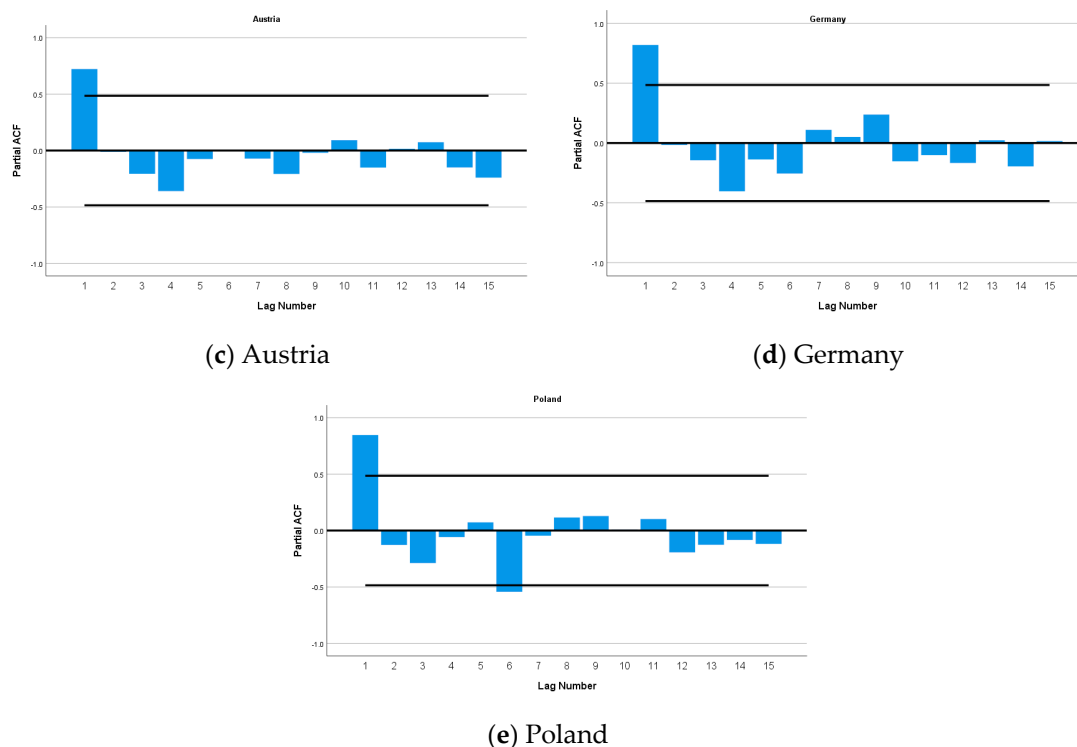 Austria
1.0
0.5
0.0
-0.5
-1.0
Partial ACF
1 2 3 4 5 6 7 8 9 10 11 12 13 14 15
Lag Number
(c) Austria
Germany
1.0
0.5
0.0
-0.5
-1.0
Partial ACF
1 2 3 4 5 6 7 8 9 10 11 12 13 14 15
Lag Number
(d) Germany
Poland
1.0
0.5
0.0
-0.5
-1.0
Partial ACF
1 2 3 4 5 6 7 8 9 10 11 12 13 14 15
Lag Number
(e) Poland